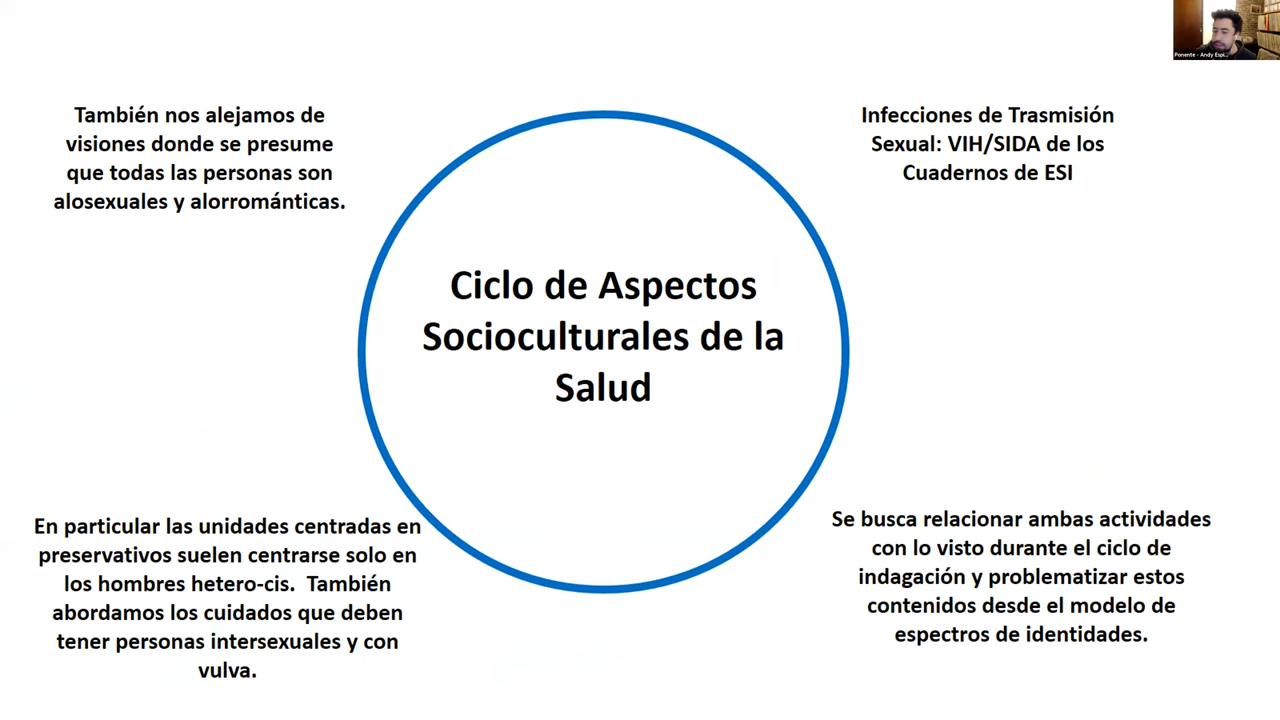 También nos alejamos de
visiones donde se presume
que todas las personas son
alosexuales y alorrománticas.
Infecciones de Trasmisión
Sexual: VIH/SIDA de los
Cuadernos de ESI
Ciclo de Aspectos
Socioculturales de la
Salud
En particular las unidades centradas en
preservativos suelen centrarse solo en
los hombres hetero-cis. También
abordamos los cuidados que deben
tener personas intersexuales y con
vulva.
Se busca relacionar ambas actividades
con lo visto durante el ciclo de
indagación y problematizar estos
contenidos desde el modelo de
espectros de identidades.
Ponente - Andy Espi...